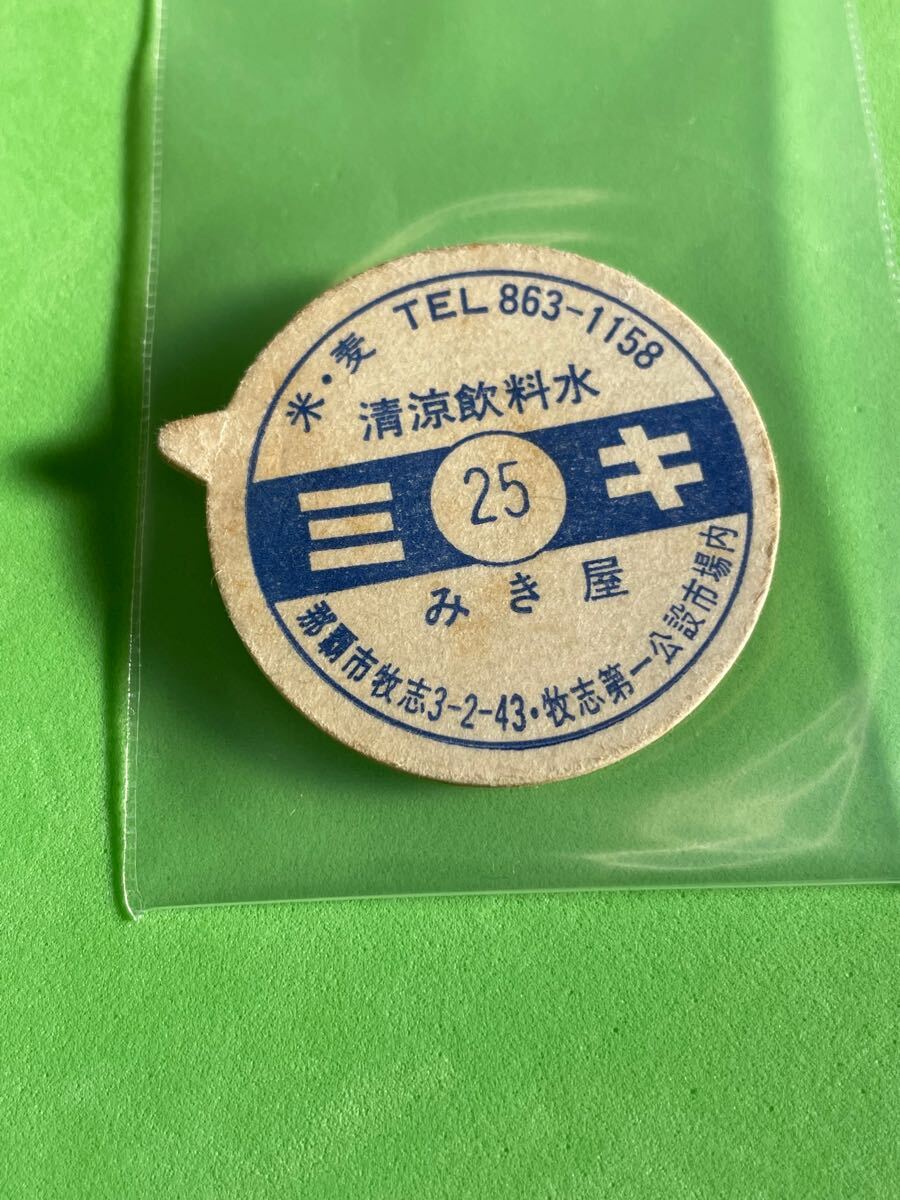 米・麦 TEL 863-1158
清涼飲料水
ミ 25 キ
みき屋
那覇市牧志3-2-43・牧志第一公設市場内